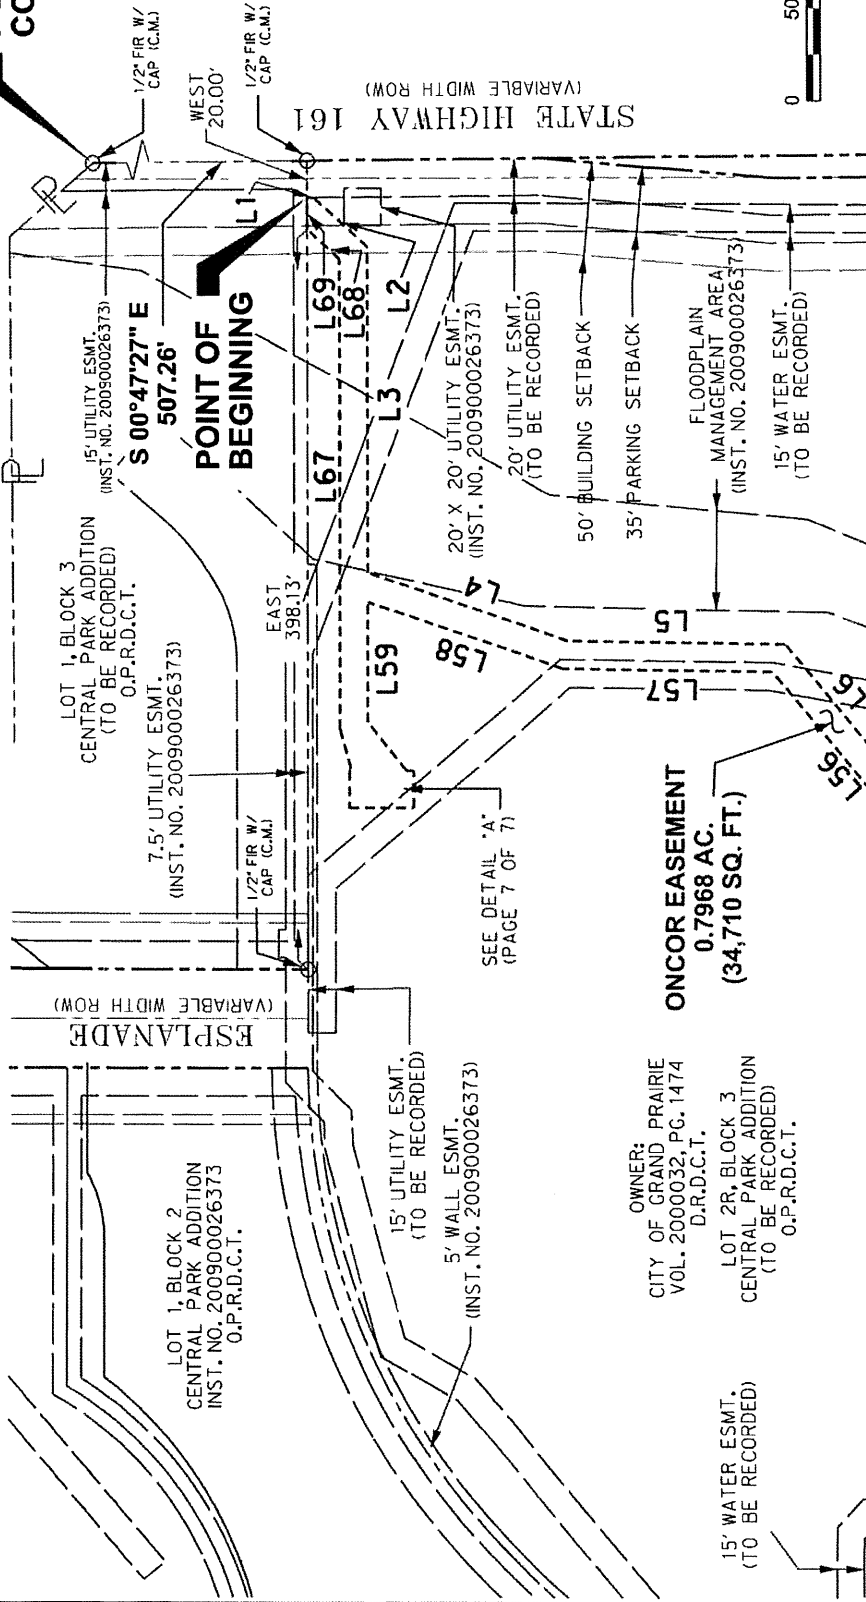 CO
1/2" FIR W/
CAP (C.M.)
WEST
20.00'
1/2" FIR W/
CAP (C.M.)
STATE HIGHWAY 161
(VARIABLE WIDTH ROW)
0
50
PL
PL
15' UTILITY ESMT.
(INST. NO. 200900026373)
S 00°47'27" E
507.26'
POINT OF
BEGINNING
L1
L69
L68
L2
L67
L3
20' X 20' UTILITY ESMT.
(INST. NO. 200900026373)
20' UTILITY ESMT.
(TO BE RECORDED)
50' BUILDING SETBACK
35' PARKING SETBACK
FLOODPLAIN
MANAGEMENT AREA
(INST. NO. 200900026373)
15' WATER ESMT.
(TO BE RECORDED)
LOT 1, BLOCK 3
CENTRAL PARK ADDITION
(TO BE RECORDED)
O.P.R.D.C.T.
7.5' UTILITY ESMT.
(INST. NO. 200900026373)
EAST
398.13'
1/2" FIR W/
CAP (C.M.)
L59
L58
L4
L5
L57
L6
L56
SEE DETAIL "A"
(PAGE 7 OF 7)
ONCOR EASEMENT
0.7968 AC.
(34,710 SQ. FT.)
ESPLANADE
(VARIABLE WIDTH ROW)
LOT 1, BLOCK 2
CENTRAL PARK ADDITION
INST. NO. 200900026373
O.P.R.D.C.T.
15' UTILITY ESMT.
(TO BE RECORDED)
5' WALL ESMT.
(INST. NO. 200900026373)
OWNER:
CITY OF GRAND PRAIRIE
VOL. 2000032, PG. 1474
D.R.D.C.T.
LOT 2R, BLOCK 3
CENTRAL PARK ADDITION
(TO BE RECORDED)
O.P.R.D.C.T.
15' WATER ESMT.
(TO BE RECORDED)